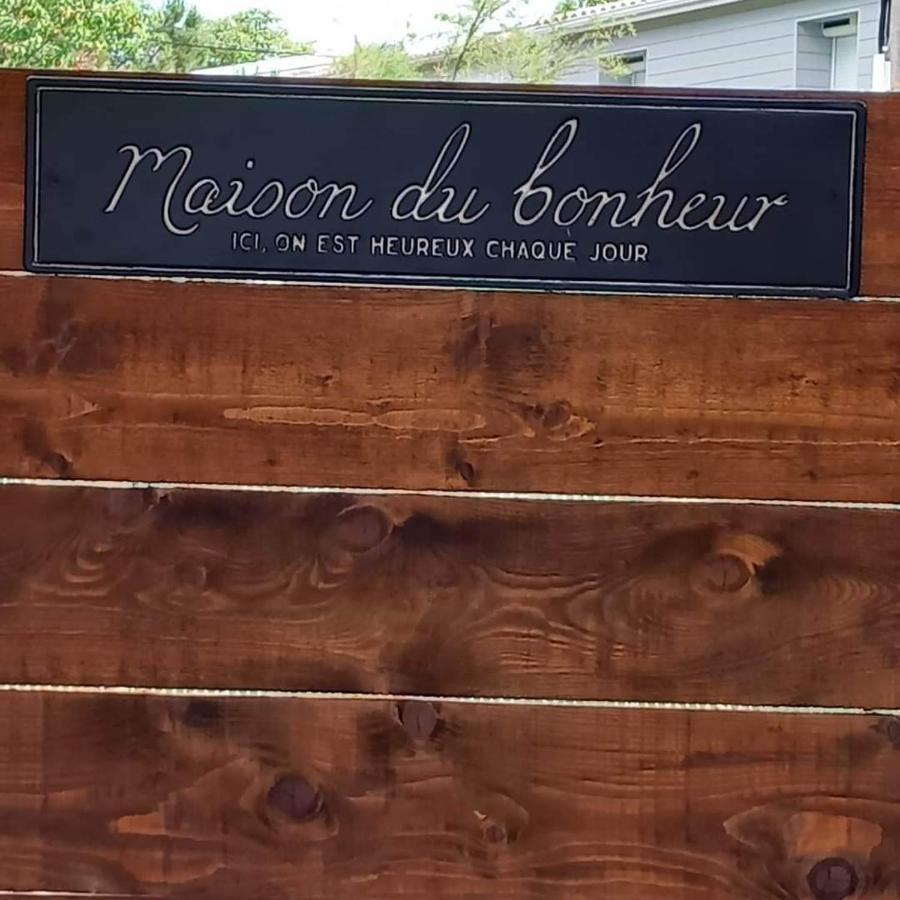 Maison du bonheur
ICI, ON EST HEUREUX CHAQUE JOUR